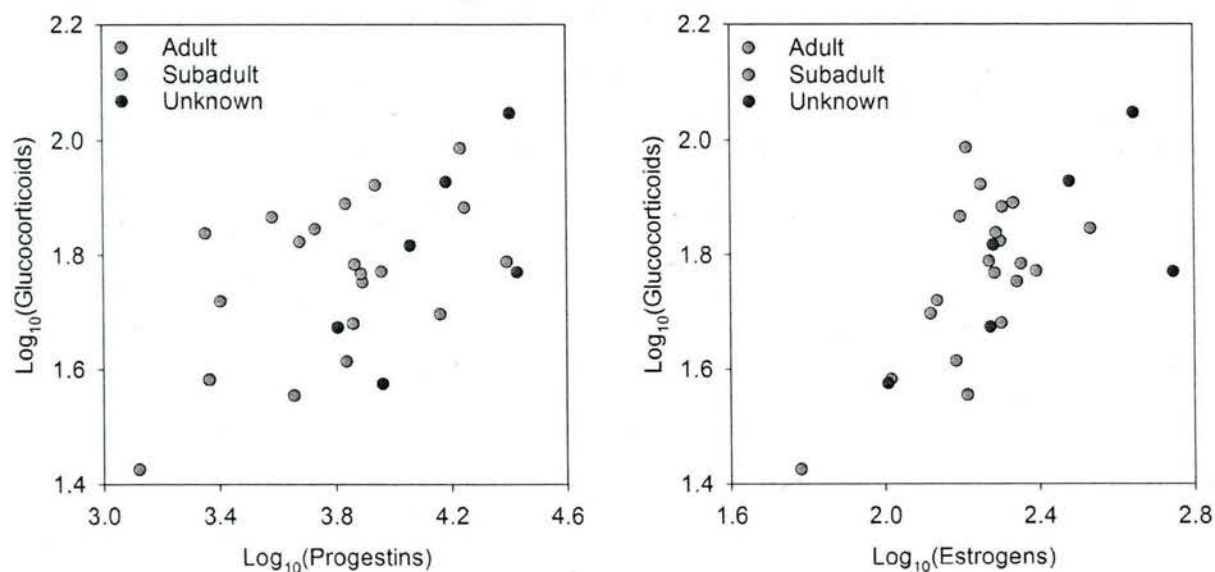 2.2
Adult
Subadult
Unknown
2.0
1.8
1.6
1.4
3.0 3.4 3.8 4.2 4.6
Log10(Progestins)
Log10(Glucocorticoids)
2.2
Adult
Subadult
Unknown
2.0
1.8
1.6
1.4
1.6 2.0 2.4 2.8
Log10(Estrogens)
Log10(Glucocorticoids)